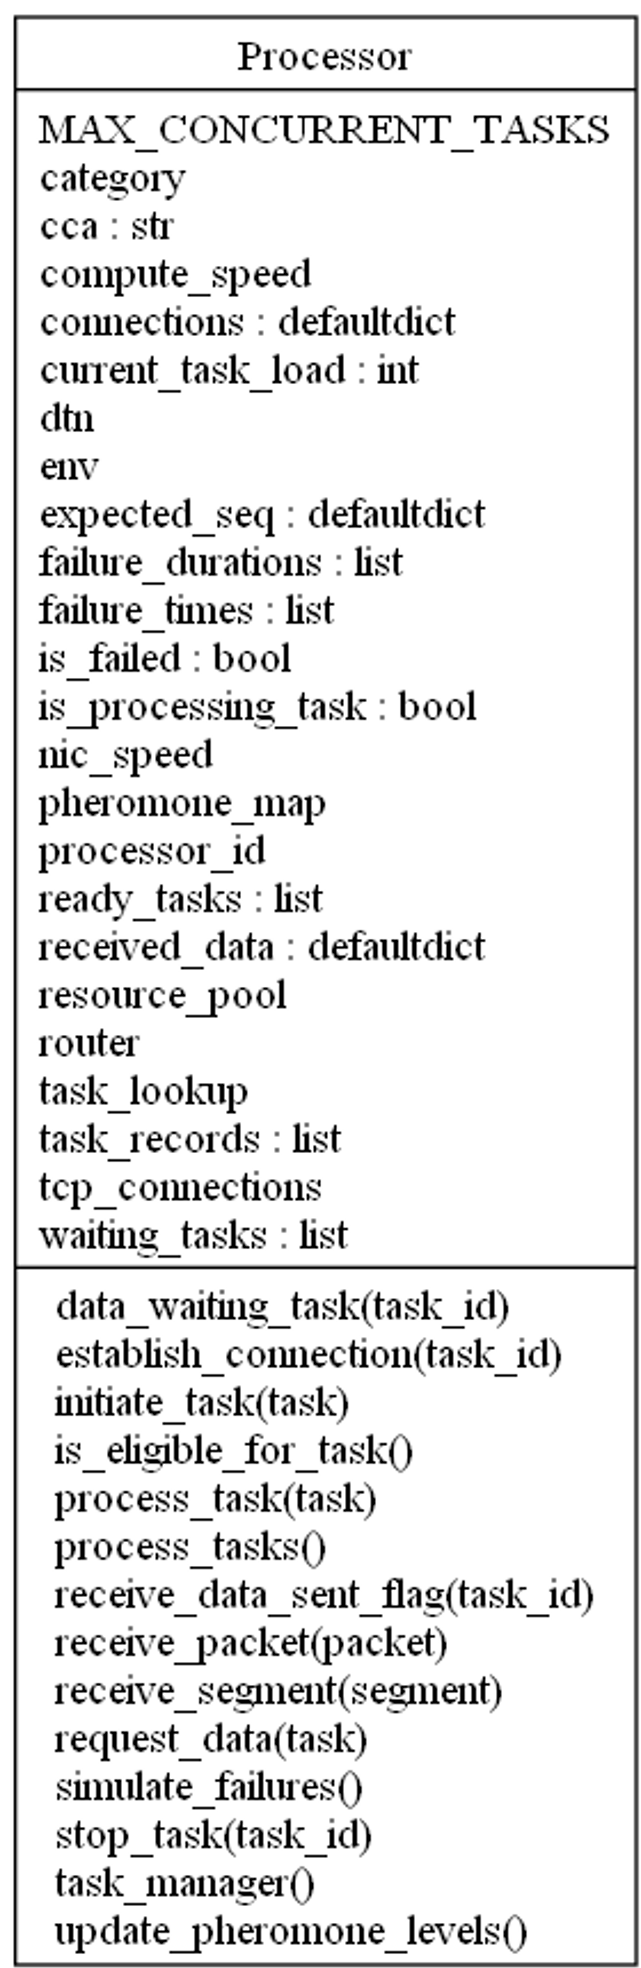 Processor
MAX_CONCURRENT_TASKS
category
cca : str
compute_speed
connections : defaultdict
current_task_load : int
dtn
env
expected_seq : defaultdict
failure_durations : list
failure_times : list
is_failed : bool
is_processing_task : bool
nic_speed
pheromone_map
processor_id
ready_tasks : list
received_data : defaultdict
resource_pool
router
task_lookup
task_records : list
tcp_connections
waiting_tasks : list
data_waiting_task(task_id)
establish_connection(task_id)
initiate_task(task)
is_eligible_for_task()
process_task(task)
process_tasks()
receive_data_sent_flag(task_id)
receive_packet(packet)
receive_segment(segment)
request_data(task)
simulate_failures()
stop_task(task_id)
task_manager()
update_pheromone_levels()